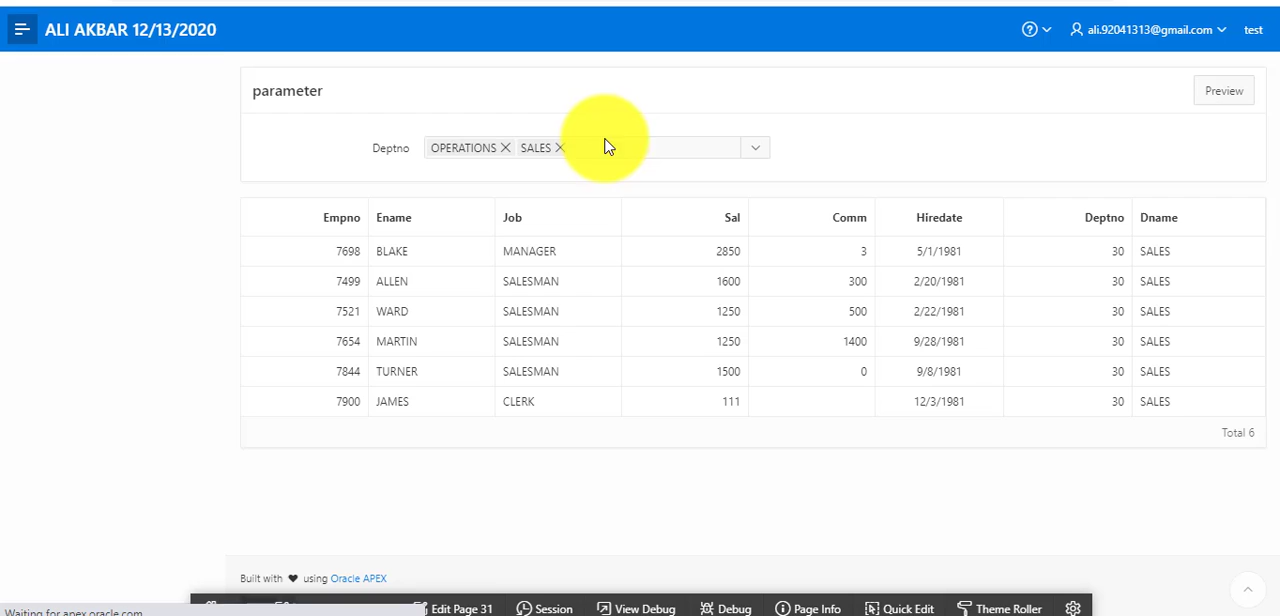 ALI AKBAR 12/13/2020 ali.92041313@gmail.com test
parameter Preview
Deptno OPERATIONS SALES
Empno Ename Job Sal Comm Hiredate Deptno Dname
7698 BLAKE MANAGER 2850 3 5/1/1981 30 SALES
7499 ALLEN SALESMAN 1600 300 2/20/1981 30 SALES
7521 WARD SALESMAN 1250 500 2/22/1981 30 SALES
7654 MARTIN SALESMAN 1250 1400 9/28/1981 30 SALES
7844 TURNER SALESMAN 1500 0 9/8/1981 30 SALES
7900 JAMES CLERK 111 12/3/1981 30 SALES
Total 6
Built with ♥ using Oracle APEX
Edit Page 31 Session View Debug Debug Page Info Quick Edit Theme Roller
Waiting for apex.oracle.com